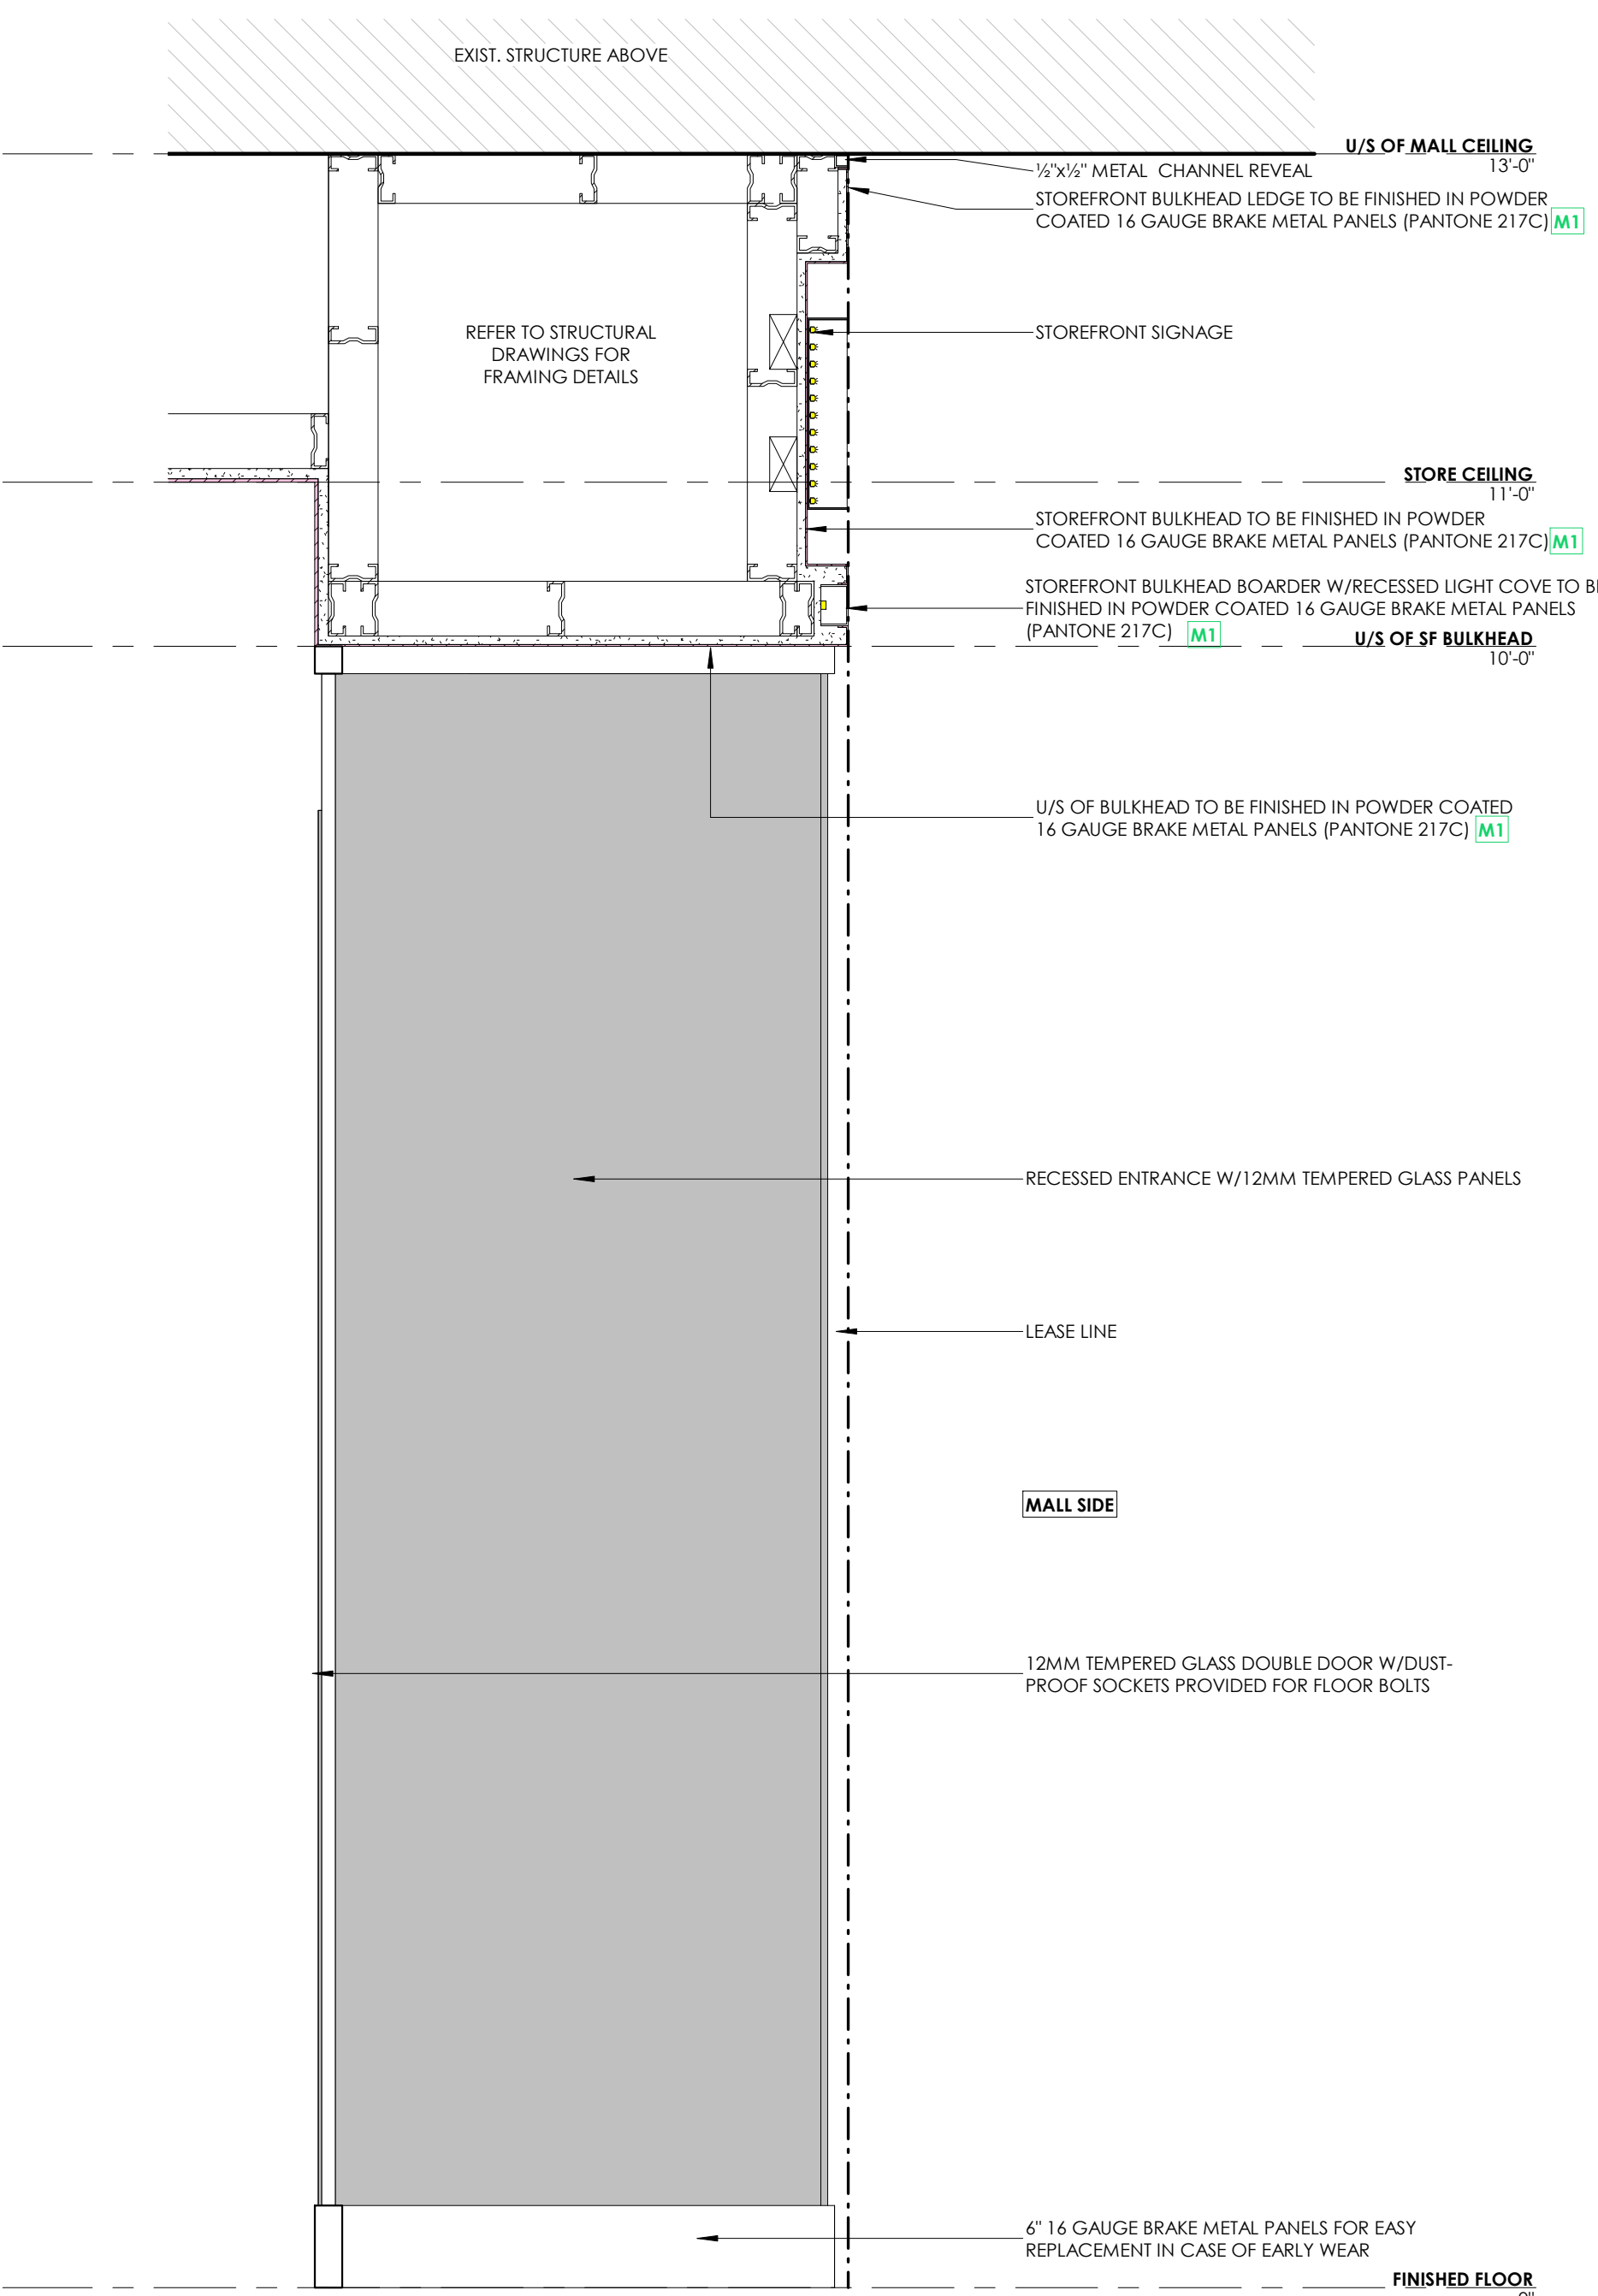 EXIST. STRUCTURE ABOVE
U/S OF MALL CEILING
13'-0"
½"x½" METAL CHANNEL REVEAL
STOREFRONT BULKHEAD LEDGE TO BE FINISHED IN POWDER
COATED 16 GAUGE BRAKE METAL PANELS (PANTONE 217C) M1
REFER TO STRUCTURAL
DRAWINGS FOR
FRAMING DETAILS
STOREFRONT SIGNAGE
STORE CEILING
11'-0"
STOREFRONT BULKHEAD TO BE FINISHED IN POWDER
COATED 16 GAUGE BRAKE METAL PANELS (PANTONE 217C) M1
STOREFRONT BULKHEAD BOARDER W/RECESSED LIGHT COVE TO BE
FINISHED IN POWDER COATED 16 GAUGE BRAKE METAL PANELS
(PANTONE 217C) M1
U/S OF SF BULKHEAD
10'-0"
U/S OF BULKHEAD TO BE FINISHED IN POWDER COATED
16 GAUGE BRAKE METAL PANELS (PANTONE 217C) M1
RECESSED ENTRANCE W/12MM TEMPERED GLASS PANELS
LEASE LINE
MALL SIDE
12MM TEMPERED GLASS DOUBLE DOOR W/DUST-
PROOF SOCKETS PROVIDED FOR FLOOR BOLTS
6" 16 GAUGE BRAKE METAL PANELS FOR EASY
REPLACEMENT IN CASE OF EARLY WEAR
FINISHED FLOOR